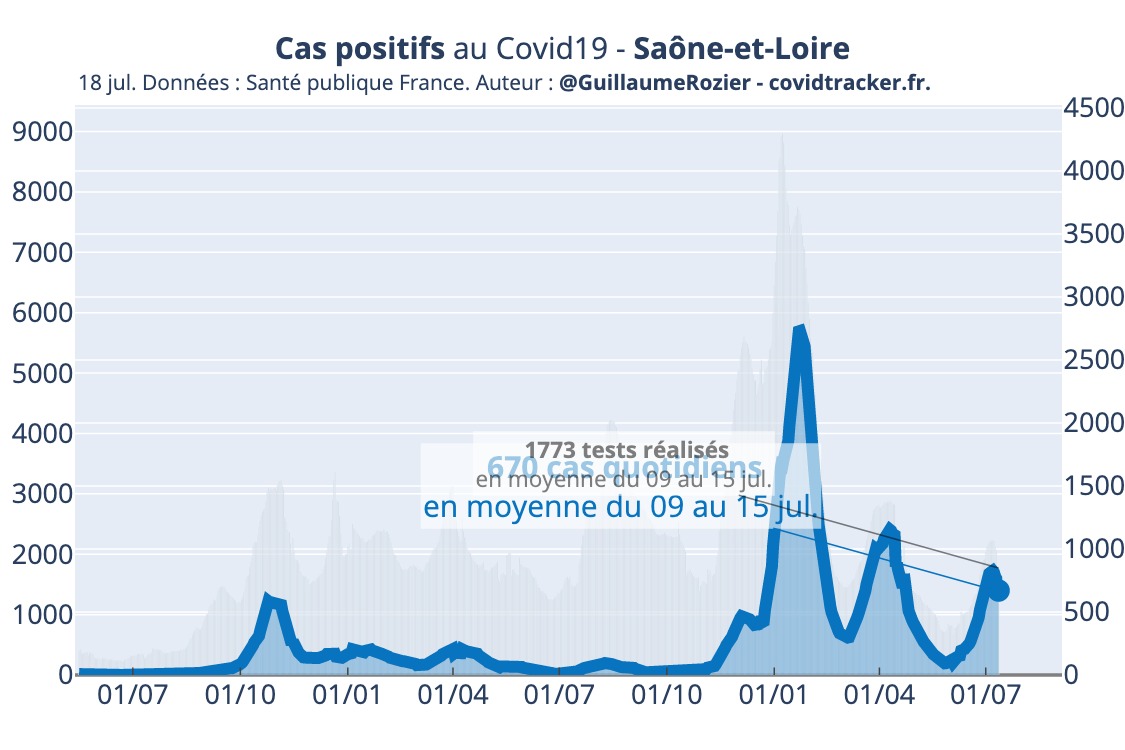 Cas positifs au Covid19 - Saône-et-Loire
18 jul. Données : Santé publique France. Auteur : @GuillaumeRozier - covidtracker.fr.
4500
9000
4000
8000
3500
7000
3000
6000
2500
5000
2000
4000
1773 tests réalisés
670 cas quotidiens
en moyenne du 09 au 15 jul.
en moyenne du 09 au 15 jul.
3000
1500
2000
1000
1000
500
0
0
01/07 01/10 01/01 01/04 01/07 01/10 01/01 01/04 01/07